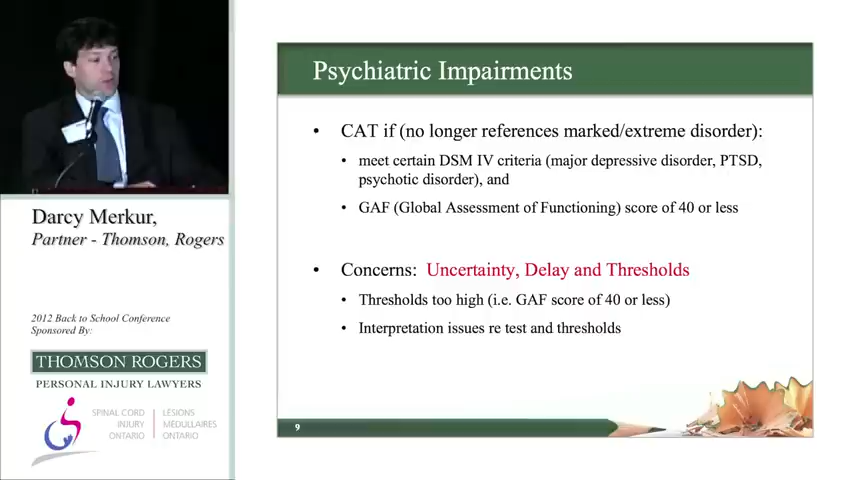 Psychiatric Impairments
• CAT if (no longer references marked/extreme disorder):
• meet certain DSM IV criteria (major depressive disorder, PTSD,
psychotic disorder), and
• GAF (Global Assessment of Functioning) score of 40 or less
• Concerns: Uncertainty, Delay and Thresholds
• Thresholds too high (i.e. GAF score of 40 or less)
• Interpretation issues re test and thresholds
9
Darcy Merkur,
Partner - Thomson, Rogers
2012 Back to School Conference
Sponsored By:
THOMSON ROGERS
PERSONAL INJURY LAWYERS
SPINAL CORD
INJURY
ONTARIO
LÉSIONS
MÉDULLAIRES
ONTARIO